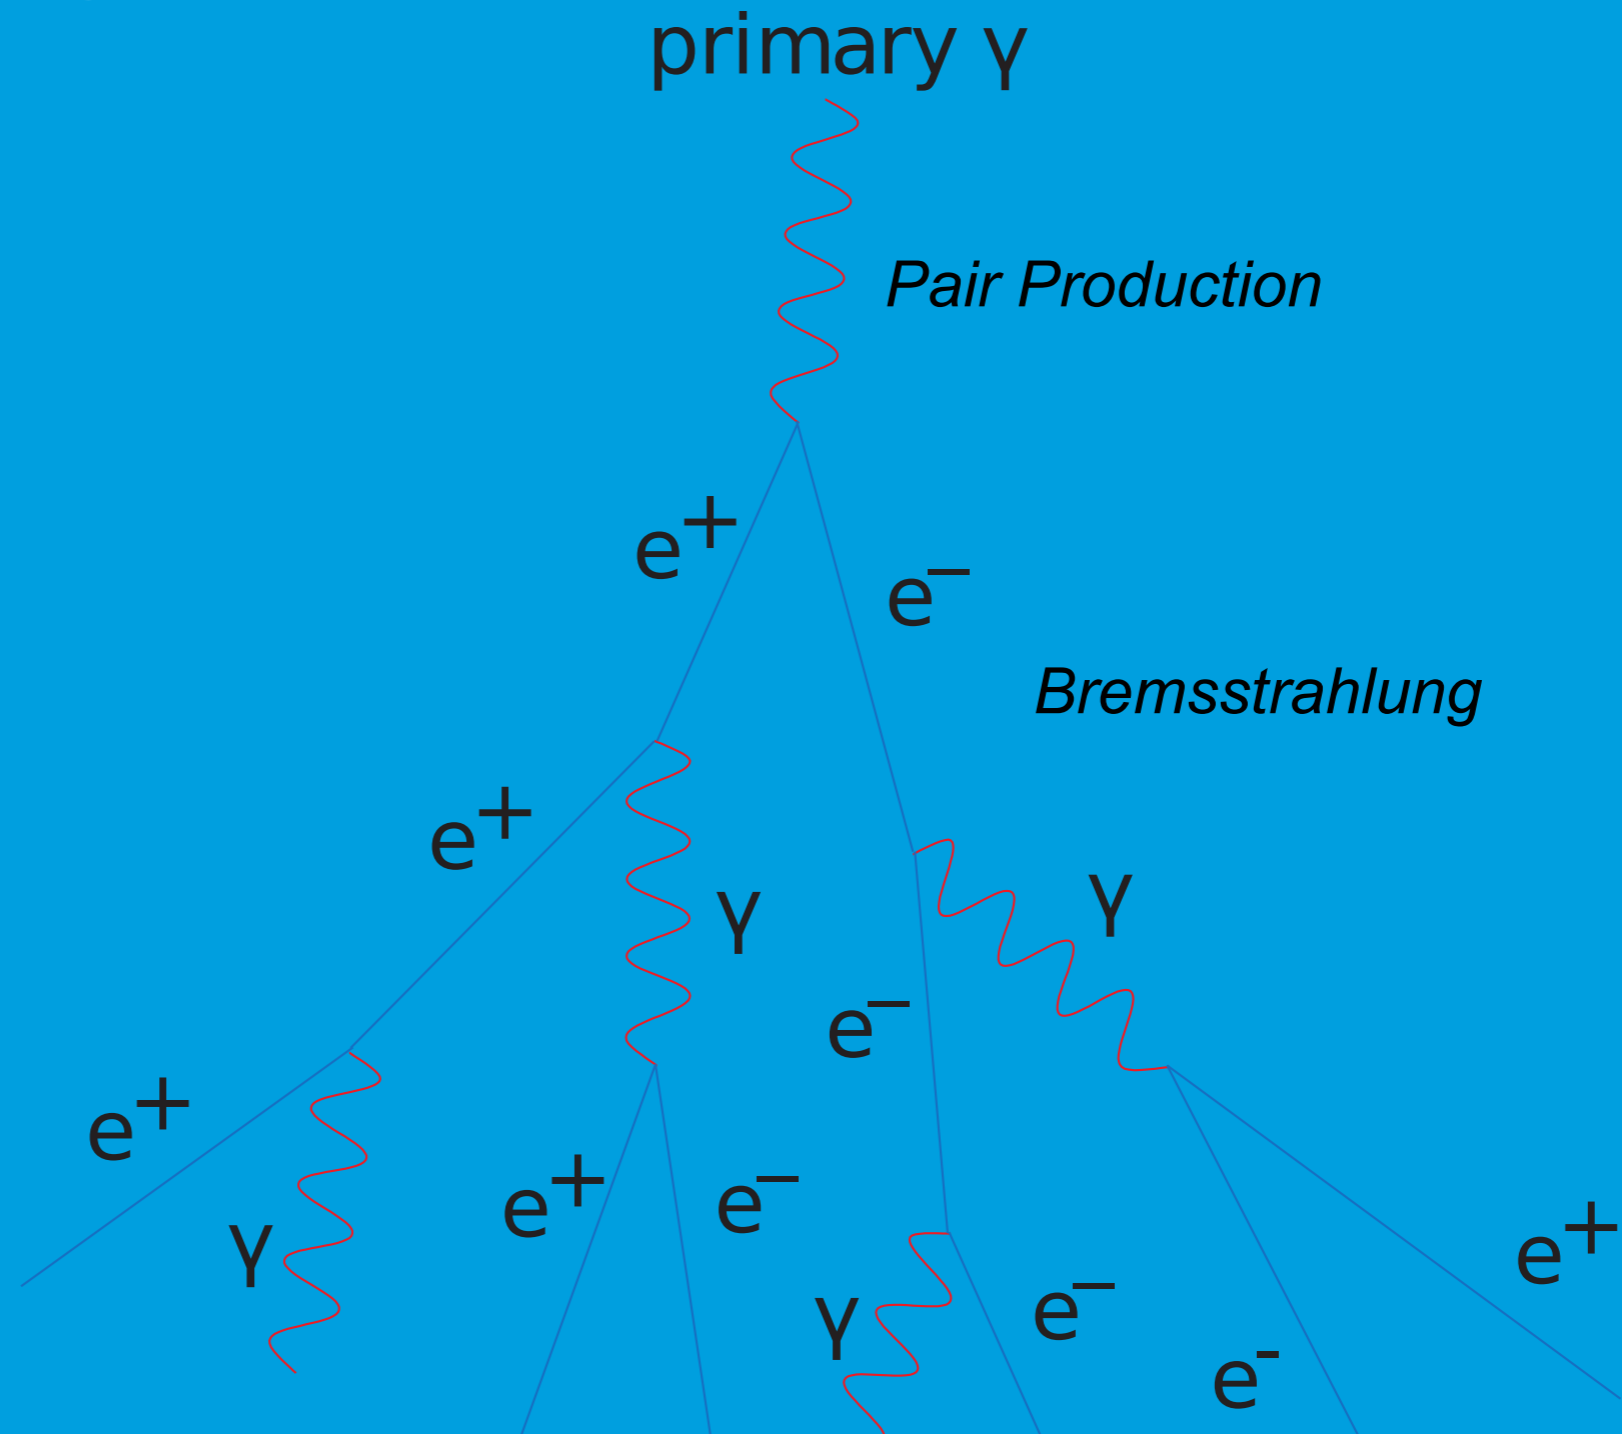 primary γ
Pair Production
e⁺
e⁻
Bremsstrahlung
e⁺
γ
γ
e⁻
e⁺
e⁺
e⁻
γ
e⁺
γ
e⁻
e⁻